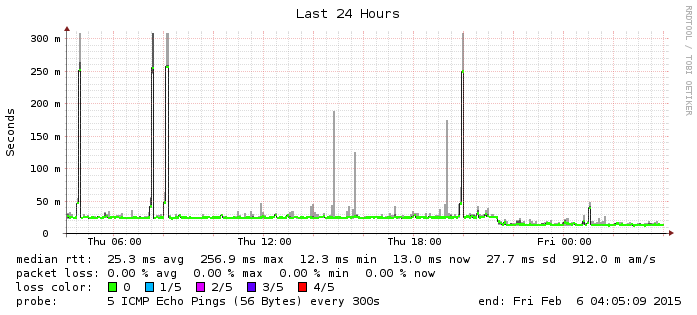 Last 24 Hours
RRDTOOL / TOBI OETIKER
Seconds
300 m
250 m
200 m
150 m
100 m
50 m
0
Thu 06:00 Thu 12:00 Thu 18:00 Fri 00:00
median rtt: 25.3 ms avg 256.9 ms max 12.3 ms min 13.0 ms now 27.7 ms sd 912.0 m am/s
packet loss: 0.00 % avg 0.00 % max 0.00 % min 0.00 % now
loss color: 0 1/5 2/5 3/5 4/5
probe: 5 ICMP Echo Pings (56 Bytes) every 300s end: Fri Feb 6 04:05:09 2015